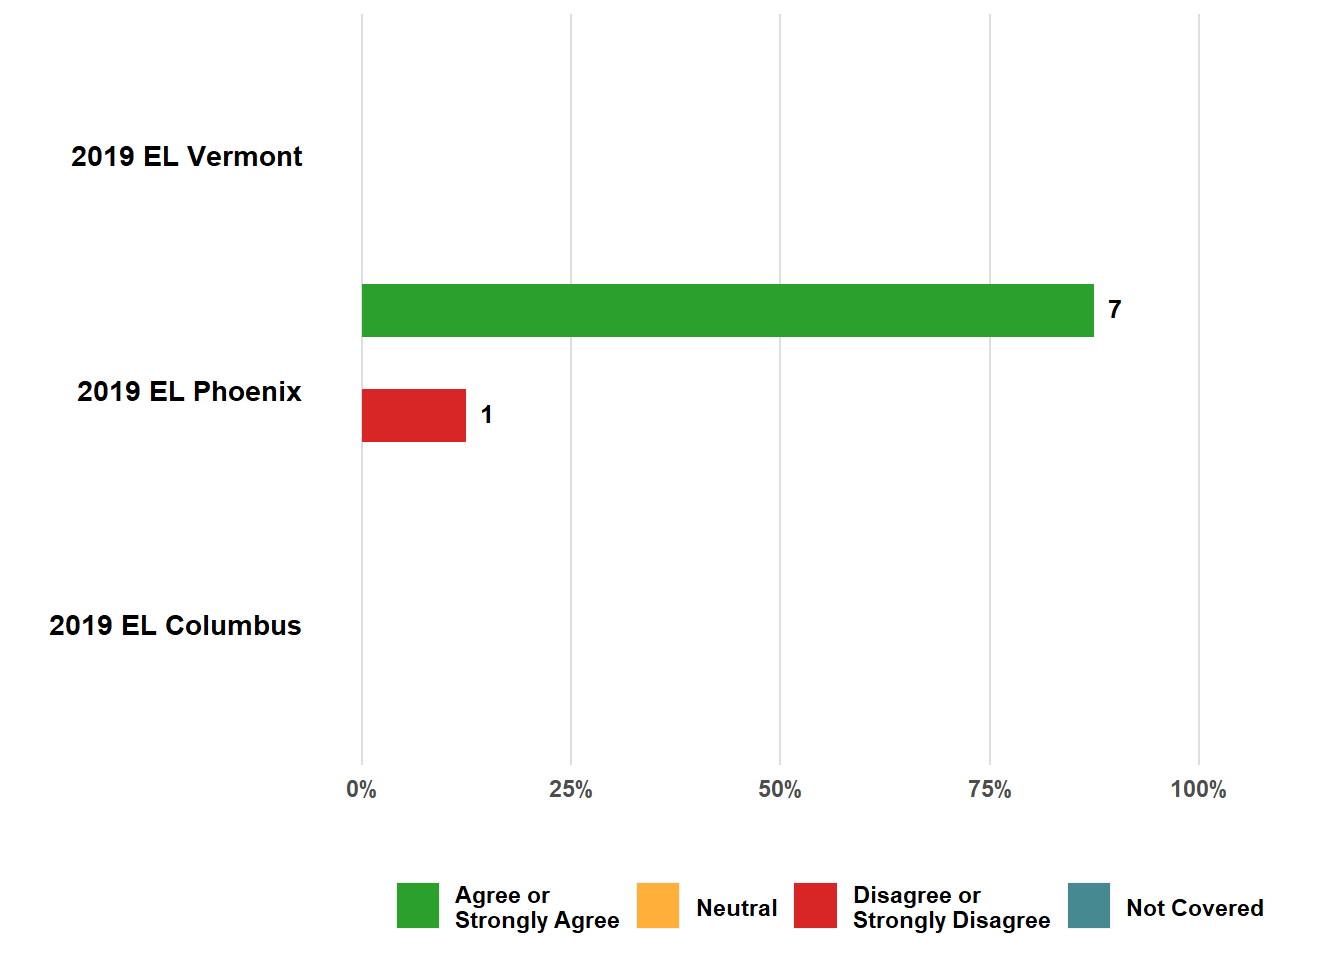 2019 EL Vermont
7
2019 EL Phoenix
1
2019 EL Columbus
0% 25% 50% 75% 100%
Agree or
Strongly Agree
Neutral
Disagree or
Strongly Disagree
Not Covered